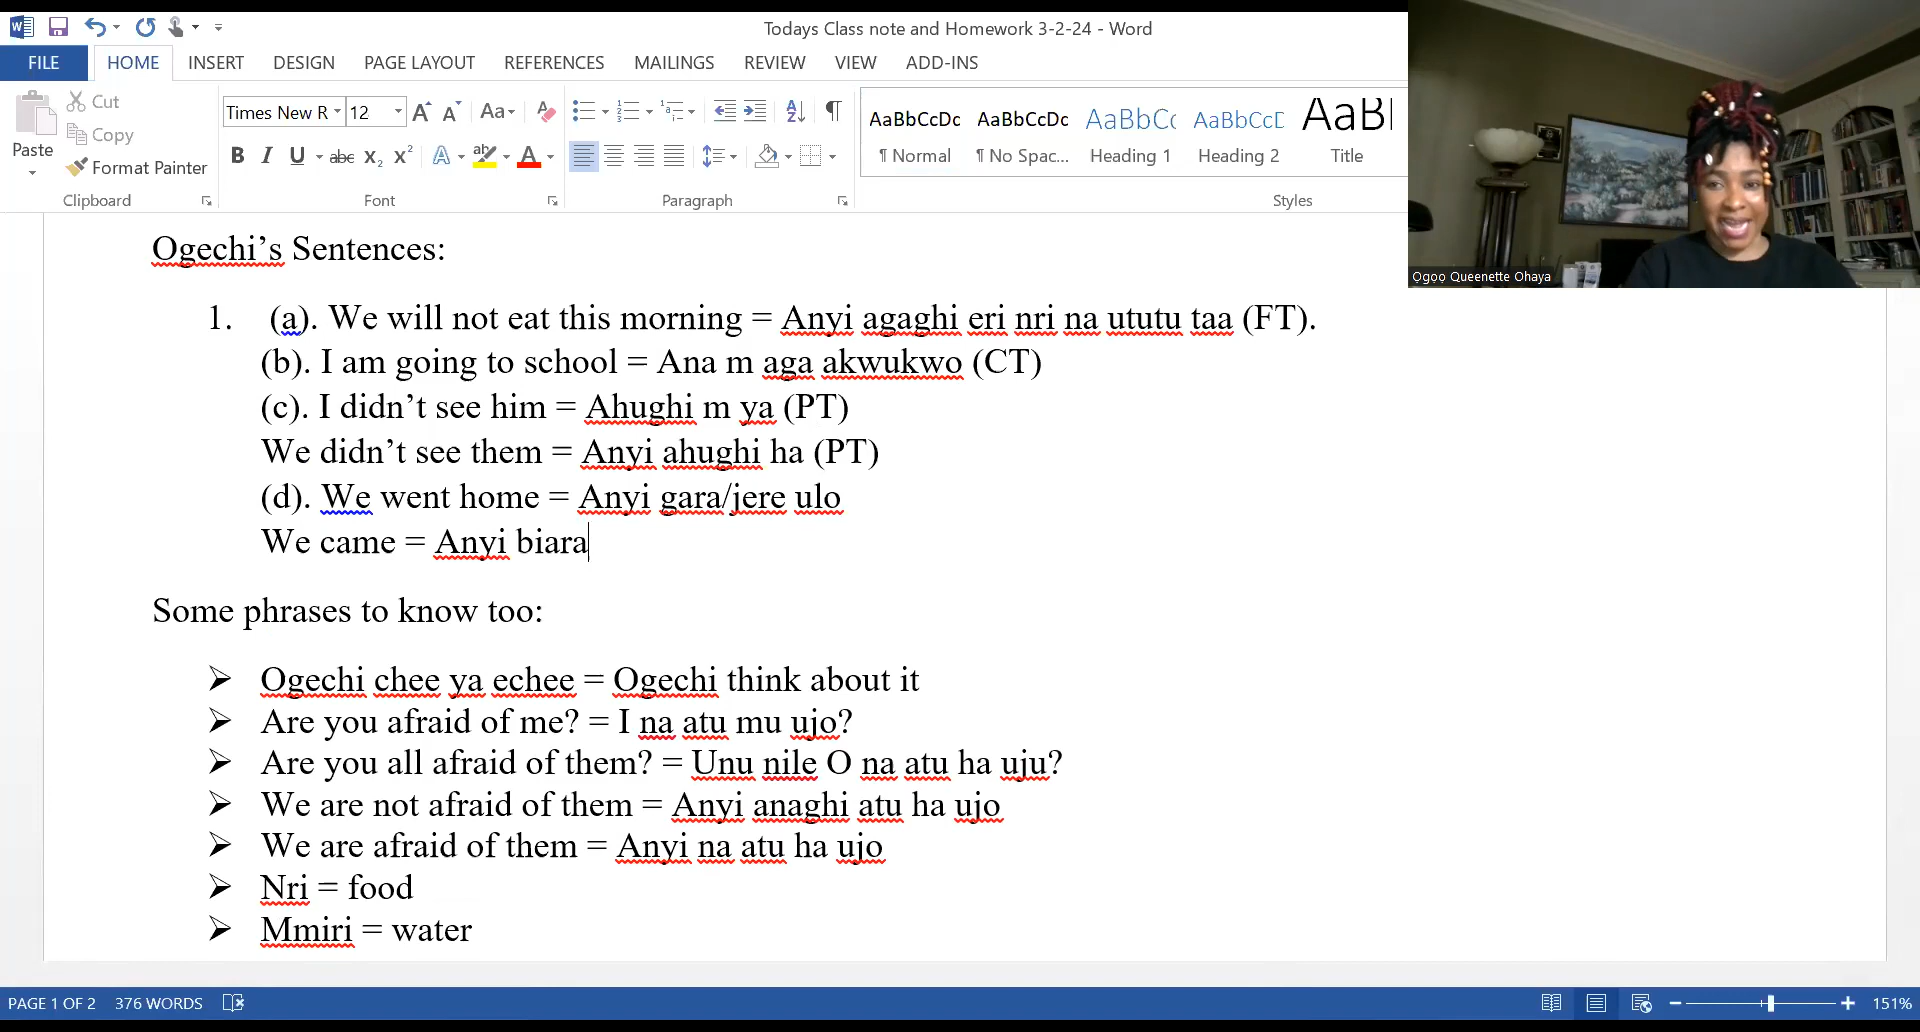 Todays Class note and Homework 3-2-24 - Word
FILE HOME INSERT DESIGN PAGE LAYOUT REFERENCES MAILINGS REVIEW VIEW ADD-INS
Cut
Copy
Paste
Format Painter
Clipboard
Times New R 12
Font
Paragraph
AaBbCcDc AaBbCcDc AaBbCc AaBbCcD AaBl
¶ Normal ¶ No Spac... Heading 1 Heading 2 Title
Styles
Ọgọọ Queenette Ohaya
Ogechi’s Sentences:
1. (a). We will not eat this morning = Anyi agaghi eri nri na ututu taa (FT).
(b). I am going to school = Ana m aga akwukwo (CT)
(c). I didn’t see him = Ahughi m ya (PT)
We didn’t see them = Anyi ahughi ha (PT)
(d). We went home = Anyi gara/jere ulo
We came = Anyi biara
Some phrases to know too:
➢ Ogechi chee ya echee = Ogechi think about it
➢ Are you afraid of me? = I na atu mu ujo?
➢ Are you all afraid of them? = Unu nile O na atu ha uju?
➢ We are not afraid of them = Anyi anaghi atu ha ujo
➢ We are afraid of them = Anyi na atu ha ujo
➢ Nri = food
➢ Mmiri = water
PAGE 1 OF 2 376 WORDS 151%